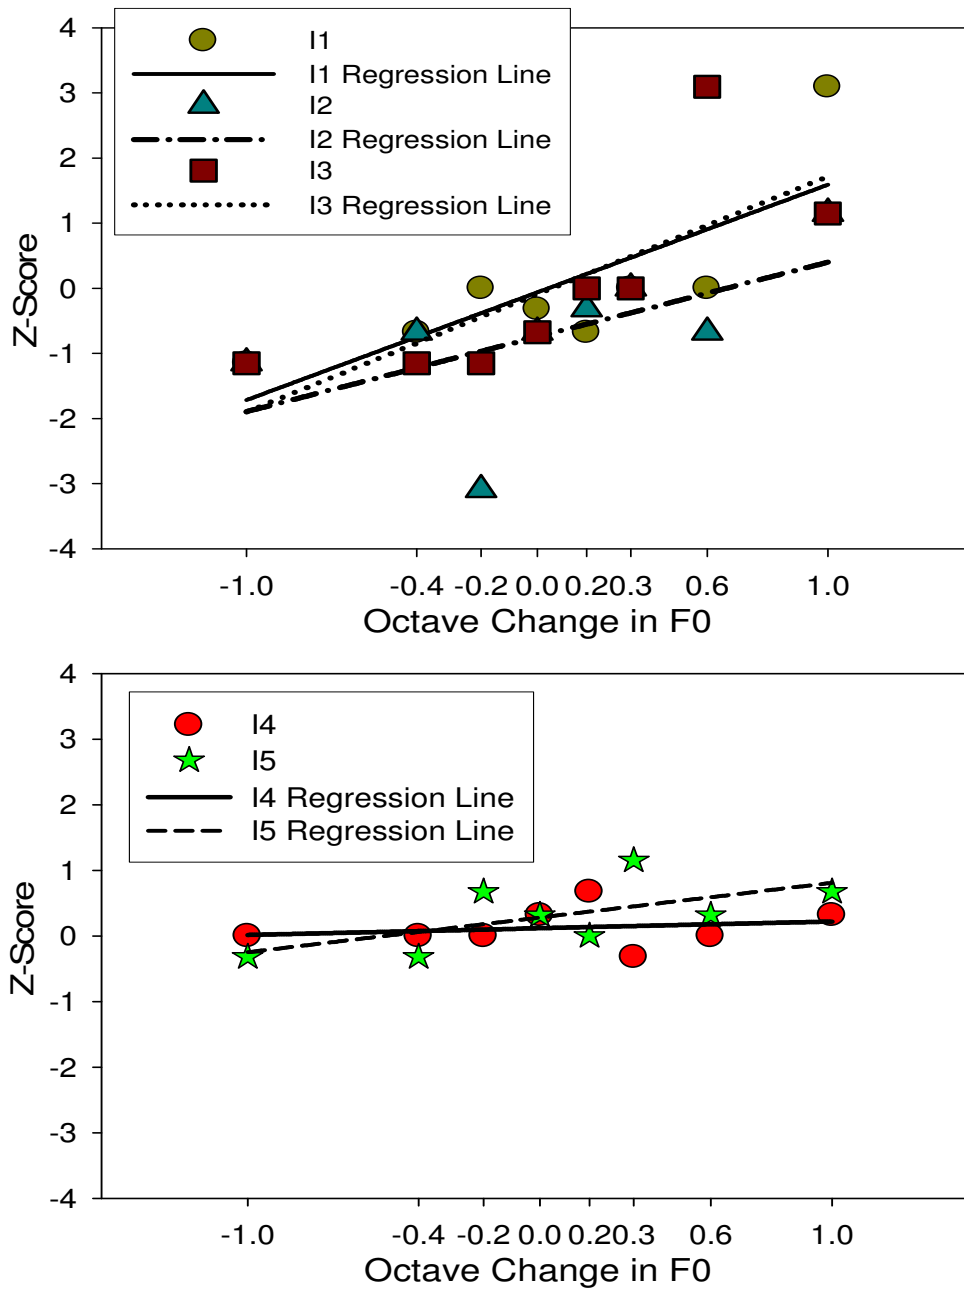 4
3
2
1
0
-1
-2
-3
-4
Z-Score
I1
I1 Regression Line
I2
I2 Regression Line
I3
I3 Regression Line
-1.0 -0.4 -0.2 0.0 0.2 0.3 0.6 1.0
Octave Change in F0
4
3
2
1
0
-1
-2
-3
-4
Z-Score
I4
I5
I4 Regression Line
I5 Regression Line
-1.0 -0.4 -0.2 0.0 0.2 0.3 0.6 1.0
Octave Change in F0